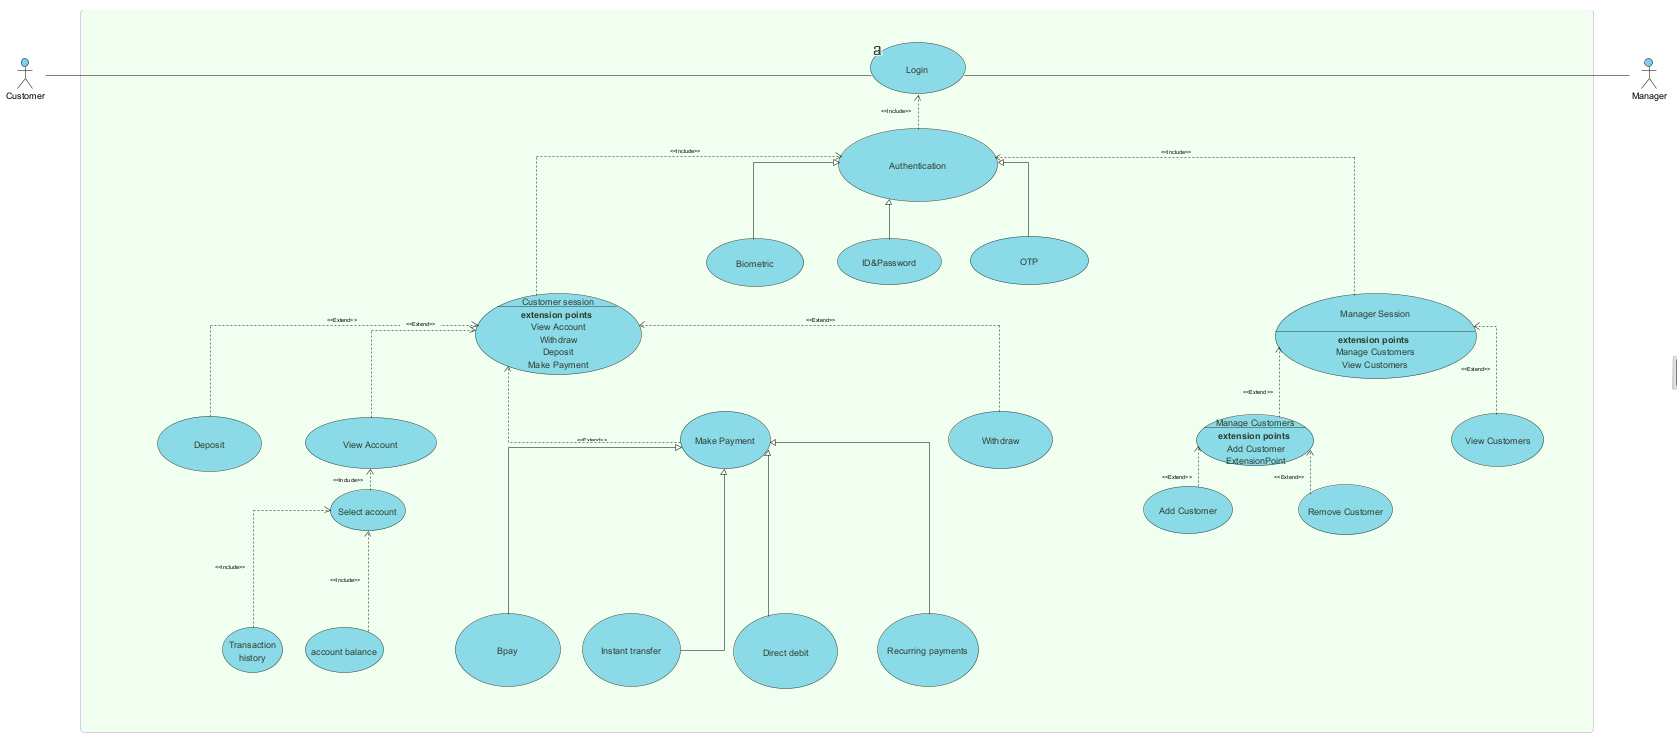 a
Login
Customer
Manager
<<Include>>
<<Include>>
<<Include>>
Authentication
Biometric
ID&Password
OTP
Customer session
extension points
View Account
Withdraw
Deposit
Make Payment
Manager Session
extension points
Manage Customers
View Customers
<<Extend>>
<<Extend>>
<<Extend>>
<<Extend>>
<<Extend>>
Deposit
View Account
Make Payment
<<Extend>>
Withdraw
Manage Customers
extension points
Add Customer
ExtensionPoint
View Customers
<<Include>>
<<Extend>>
<<Extend>>
Select account
Add Customer
Remove Customer
<<Include>>
<<Include>>
Transaction
history
account balance
Bpay
Instant transfer
Direct debit
Recurring payments